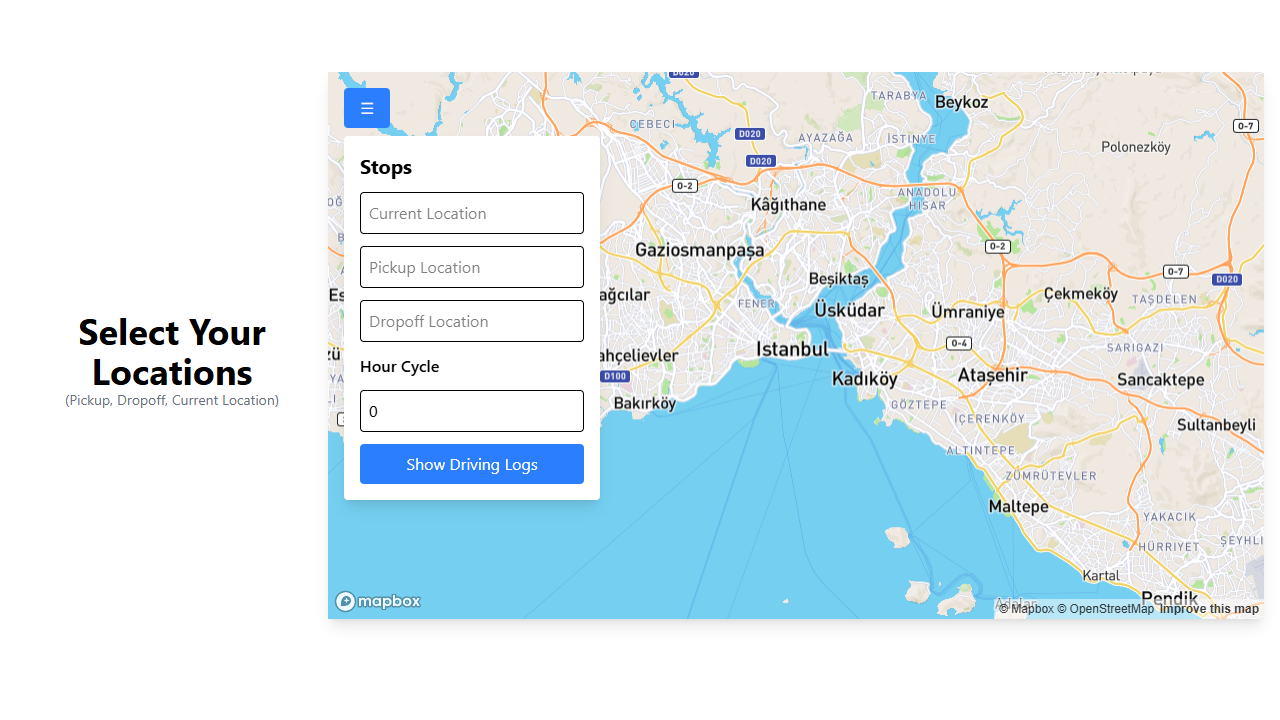 Select Your
Locations
(Pickup, Dropoff, Current Location)
☰
Stops
Current Location
Pickup Location
Dropoff Location
Hour Cycle
0
Show Driving Logs
D020
TARABYA
Beykoz
CEBECİ
D020
AYAZAĞA
İSTİNYE
O-7
Polonezköy
D020
O-2
ANADOLU
HİSAR
Kâğıthane
Gaziosmanpaşa
O-2
Beşiktaş
O-7
D020
Çekmeköy
TAŞDELEN
ağcılar
FENER
Üsküdar
Ümraniye
Istanbul
O-4
SARIGAZİ
ahçelievler
D100
Kadıköy
Ataşehir
Sancaktepe
Bakırköy
GÖZTEPE
İÇERENKÖY
Sultanbeyli
ALTINTEPE
ZÜMRÜTEVLER
Maltepe
YAKACIK
HÜRRİYET
ŞEYHLİ
Kartal
Pendik
Adalar
mapbox
© Mapbox © OpenStreetMap Improve this map